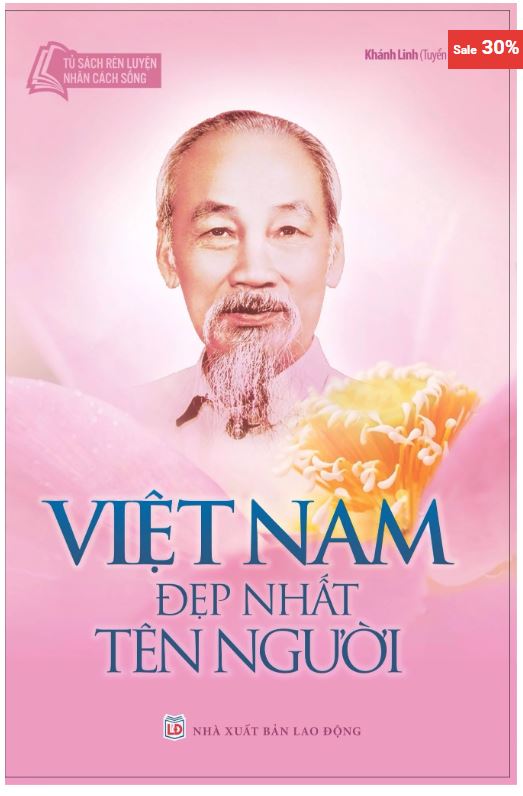 TỦ SÁCH RÈN LUYỆN
NHÂN CÁCH SỐNG
Khánh Linh (Tuyển
Sale 30%
VIỆT NAM
ĐẸP NHẤT
TÊN NGƯỜI
LĐ
NHÀ XUẤT BẢN LAO ĐỘNG